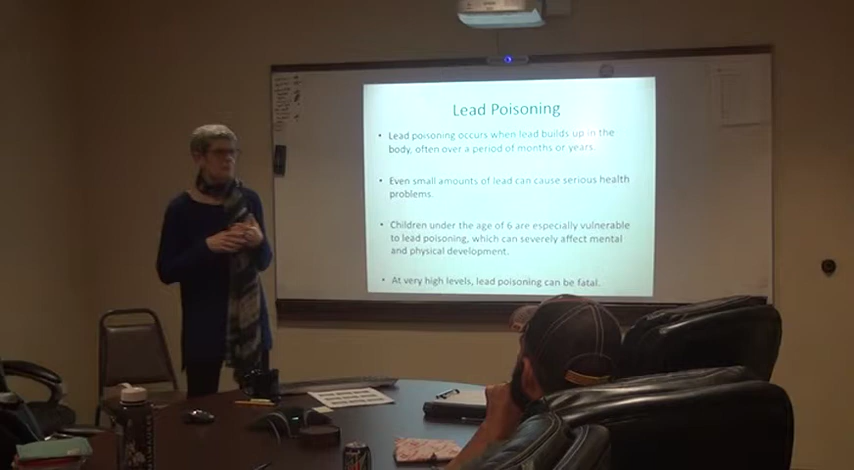 Lead Poisoning
• Lead poisoning occurs when lead builds up in the
body, often over a period of months or years.
• Even small amounts of lead can cause serious health
problems.
• Children under the age of 6 are especially vulnerable
to lead poisoning, which can severely affect mental
and physical development.
• At very high levels, lead poisoning can be fatal.